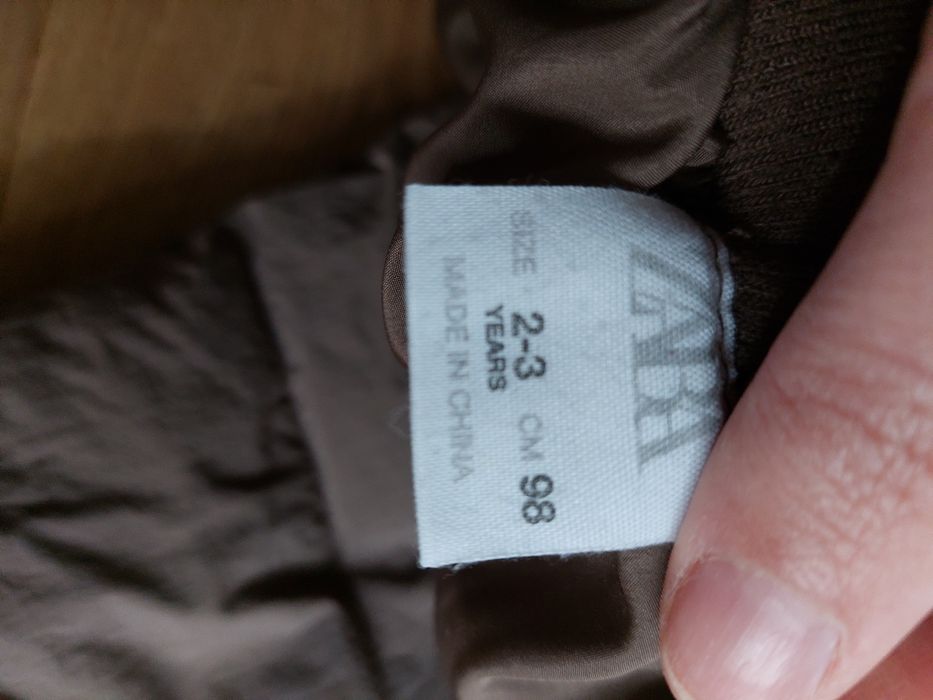 ZARA
SIZE 2-3 CM 98
YEARS
MADE IN CHINA